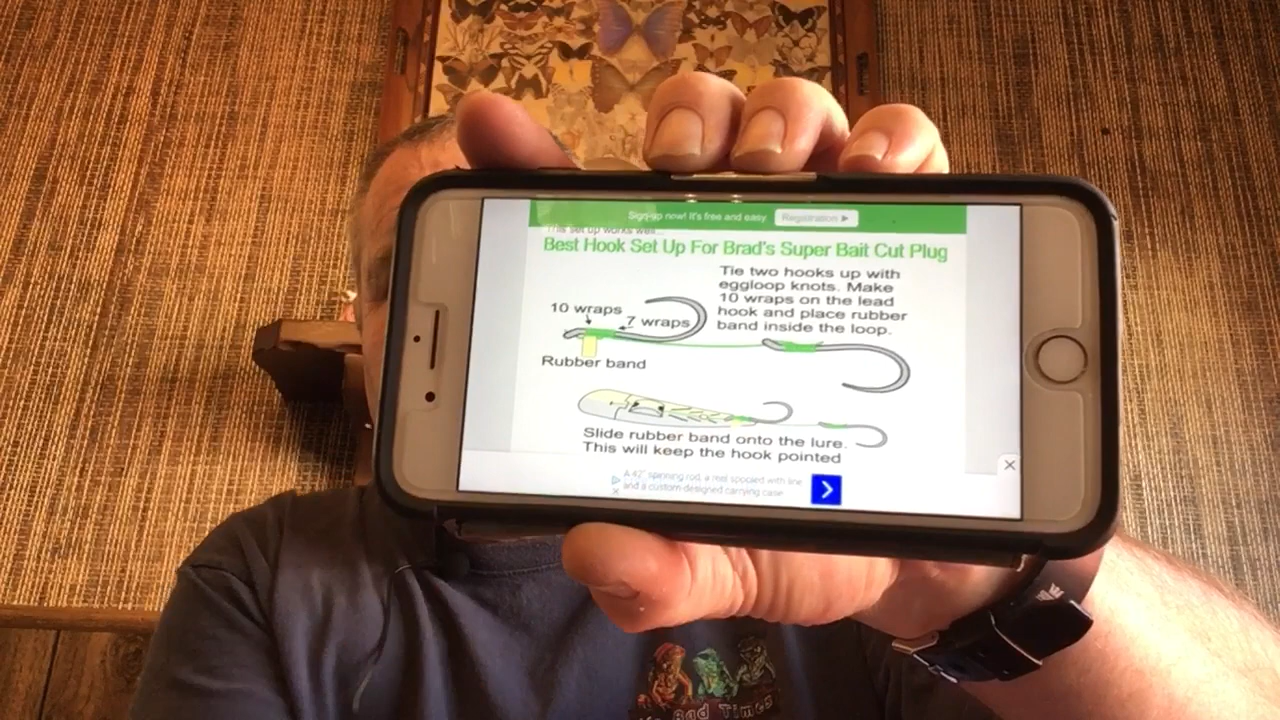 Sign-up now! It's free and easy. Registration ▶
This set up works well...
Best Hook Set Up For Brad's Super Bait Cut Plug
Tie two hooks up with
eggloop knots. Make
10 wraps on the lead
hook and place rubber
band inside the loop.
10 wraps
7 wraps
Rubber band
Slide rubber band onto the lure.
This will keep the hook pointed
A 42" spinning rod, a reel spooled with line
and a custom-designed carrying case
Bad Times